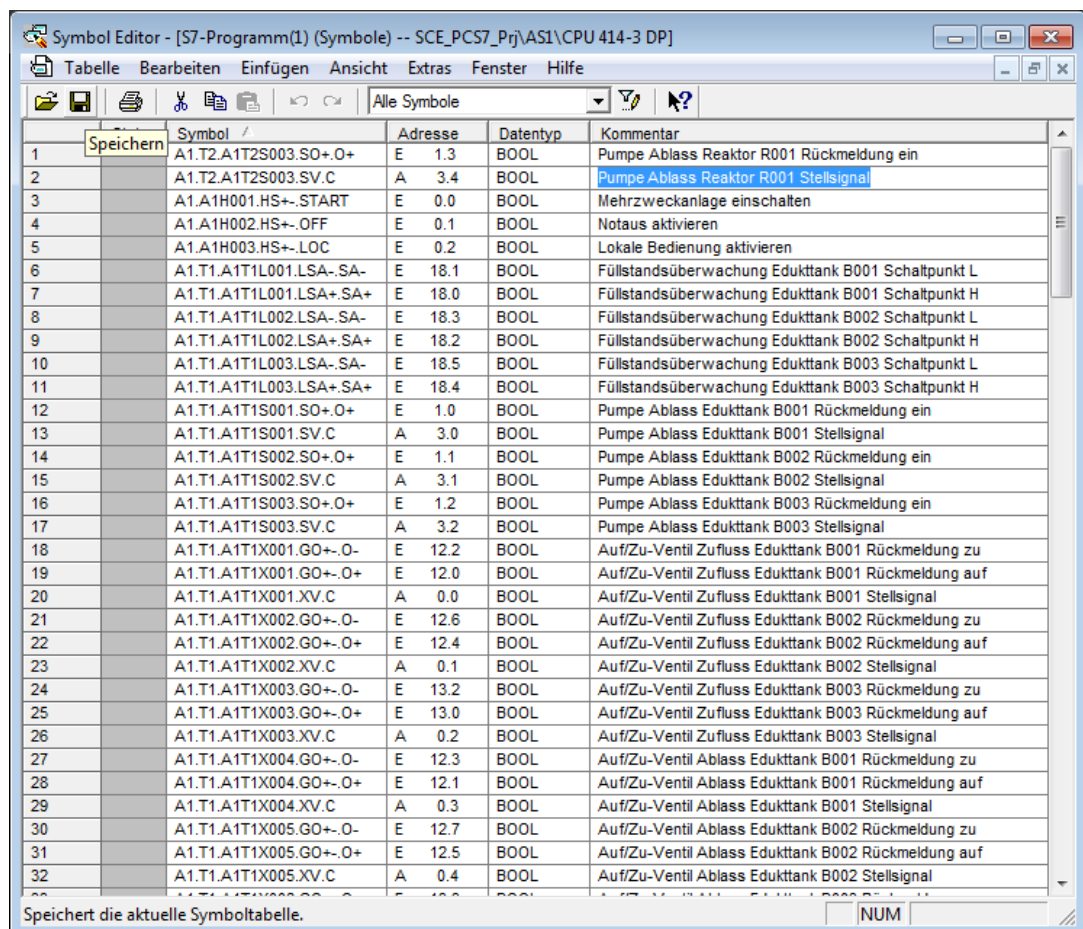 Symbol Editor - [S7-Programm(1) (Symbole) -- SCE_PCS7_Prj\AS1\CPU 414-3 DP]
Tabelle Bearbeiten Einfügen Ansicht Extras Fenster Hilfe
Alle Symbole
Speichern Symbol Adresse Datentyp Kommentar
1 A1.T2.A1T2S003.SO+.O+ E 1.3 BOOL Pumpe Ablass Reaktor R001 Rückmeldung ein
2 A1.T2.A1T2S003.SV.C A 3.4 BOOL Pumpe Ablass Reaktor R001 Stellsignal
3 A1.A1H001.HS+-.START E 0.0 BOOL Mehrzweckanlage einschalten
4 A1.A1H002.HS+-.OFF E 0.1 BOOL Notaus aktivieren
5 A1.A1H003.HS+-.LOC E 0.2 BOOL Lokale Bedienung aktivieren
6 A1.T1.A1T1L001.LSA-.SA- E 18.1 BOOL Füllstandsüberwachung Edukttank B001 Schaltpunkt L
7 A1.T1.A1T1L001.LSA+.SA+ E 18.0 BOOL Füllstandsüberwachung Edukttank B001 Schaltpunkt H
8 A1.T1.A1T1L002.LSA-.SA- E 18.3 BOOL Füllstandsüberwachung Edukttank B002 Schaltpunkt L
9 A1.T1.A1T1L002.LSA+.SA+ E 18.2 BOOL Füllstandsüberwachung Edukttank B002 Schaltpunkt H
10 A1.T1.A1T1L003.LSA-.SA- E 18.5 BOOL Füllstandsüberwachung Edukttank B003 Schaltpunkt L
11 A1.T1.A1T1L003.LSA+.SA+ E 18.4 BOOL Füllstandsüberwachung Edukttank B003 Schaltpunkt H
12 A1.T1.A1T1S001.SO+.O+ E 1.0 BOOL Pumpe Ablass Edukttank B001 Rückmeldung ein
13 A1.T1.A1T1S001.SV.C A 3.0 BOOL Pumpe Ablass Edukttank B001 Stellsignal
14 A1.T1.A1T1S002.SO+.O+ E 1.1 BOOL Pumpe Ablass Edukttank B002 Rückmeldung ein
15 A1.T1.A1T1S002.SV.C A 3.1 BOOL Pumpe Ablass Edukttank B002 Stellsignal
16 A1.T1.A1T1S003.SO+.O+ E 1.2 BOOL Pumpe Ablass Edukttank B003 Rückmeldung ein
17 A1.T1.A1T1S003.SV.C A 3.2 BOOL Pumpe Ablass Edukttank B003 Stellsignal
18 A1.T1.A1T1X001.GO+-.O- E 12.2 BOOL Auf/Zu-Ventil Zufluss Edukttank B001 Rückmeldung zu
19 A1.T1.A1T1X001.GO+-.O+ E 12.0 BOOL Auf/Zu-Ventil Zufluss Edukttank B001 Rückmeldung auf
20 A1.T1.A1T1X001.XV.C A 0.0 BOOL Auf/Zu-Ventil Zufluss Edukttank B001 Stellsignal
21 A1.T1.A1T1X002.GO+-.O- E 12.6 BOOL Auf/Zu-Ventil Zufluss Edukttank B002 Rückmeldung zu
22 A1.T1.A1T1X002.GO+-.O+ E 12.4 BOOL Auf/Zu-Ventil Zufluss Edukttank B002 Rückmeldung auf
23 A1.T1.A1T1X002.XV.C A 0.1 BOOL Auf/Zu-Ventil Zufluss Edukttank B002 Stellsignal
24 A1.T1.A1T1X003.GO+-.O- E 13.2 BOOL Auf/Zu-Ventil Zufluss Edukttank B003 Rückmeldung zu
25 A1.T1.A1T1X003.GO+-.O+ E 13.0 BOOL Auf/Zu-Ventil Zufluss Edukttank B003 Rückmeldung auf
26 A1.T1.A1T1X003.XV.C A 0.2 BOOL Auf/Zu-Ventil Zufluss Edukttank B003 Stellsignal
27 A1.T1.A1T1X004.GO+-.O- E 12.3 BOOL Auf/Zu-Ventil Ablass Edukttank B001 Rückmeldung zu
28 A1.T1.A1T1X004.GO+-.O+ E 12.1 BOOL Auf/Zu-Ventil Ablass Edukttank B001 Rückmeldung auf
29 A1.T1.A1T1X004.XV.C A 0.3 BOOL Auf/Zu-Ventil Ablass Edukttank B001 Stellsignal
30 A1.T1.A1T1X005.GO+-.O- E 12.7 BOOL Auf/Zu-Ventil Ablass Edukttank B002 Rückmeldung zu
31 A1.T1.A1T1X005.GO+-.O+ E 12.5 BOOL Auf/Zu-Ventil Ablass Edukttank B002 Rückmeldung auf
32 A1.T1.A1T1X005.XV.C A 0.4 BOOL Auf/Zu-Ventil Ablass Edukttank B002 Stellsignal
Speichert die aktuelle Symboltabelle. NUM